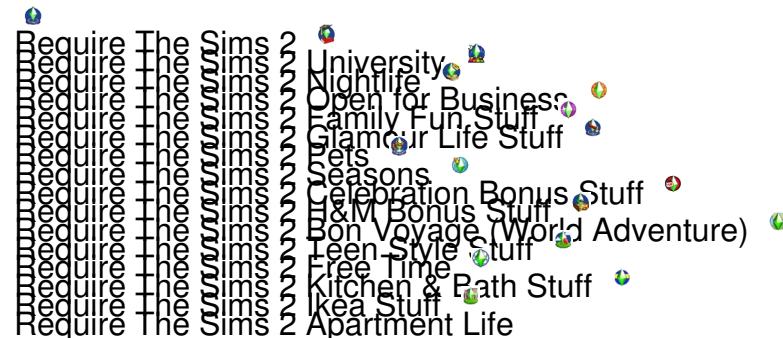 Require The Sims 2
Require The Sims 2 University
Require The Sims 2 Nightlife
Require The Sims 2 Open for Business
Require The Sims 2 Family Fun Stuff
Require The Sims 2 Glamour Life Stuff
Require The Sims 2 Pets
Require The Sims 2 Seasons
Require The Sims 2 Celebration Bonus Stuff
Require The Sims 2 H&M Bonus Stuff
Require The Sims 2 Bon Voyage (World Adventure)
Require The Sims 2 Teen Style Stuff
Require The Sims 2 Free Time
Require The Sims 2 Kitchen & Bath Stuff
Require The Sims 2 Ikea Stuff
Require The Sims 2 Apartment Life